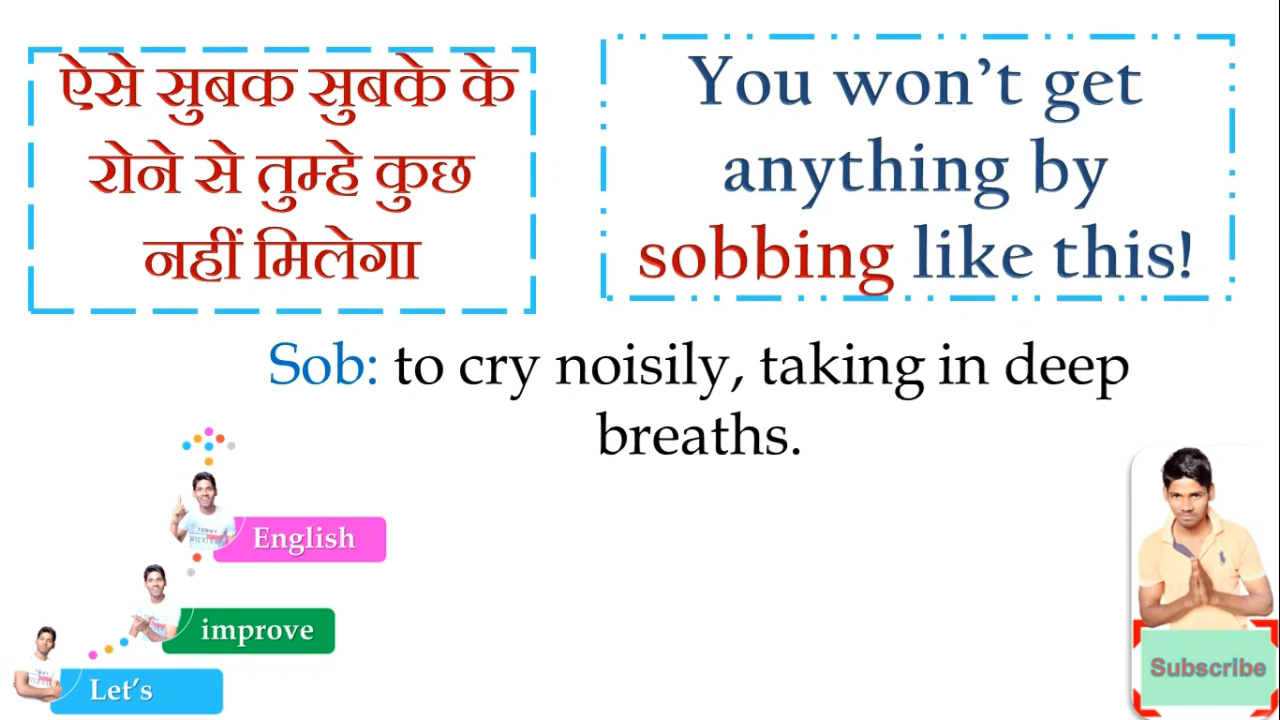 ऐसे सुबक सुबके के
रोने से तुम्हे कुछ
नहीं मिलेगा
You won’t get
anything by
sobbing like this!
Sob: to cry noisily, taking in deep
breaths.
English
improve
Let’s
Subscribe